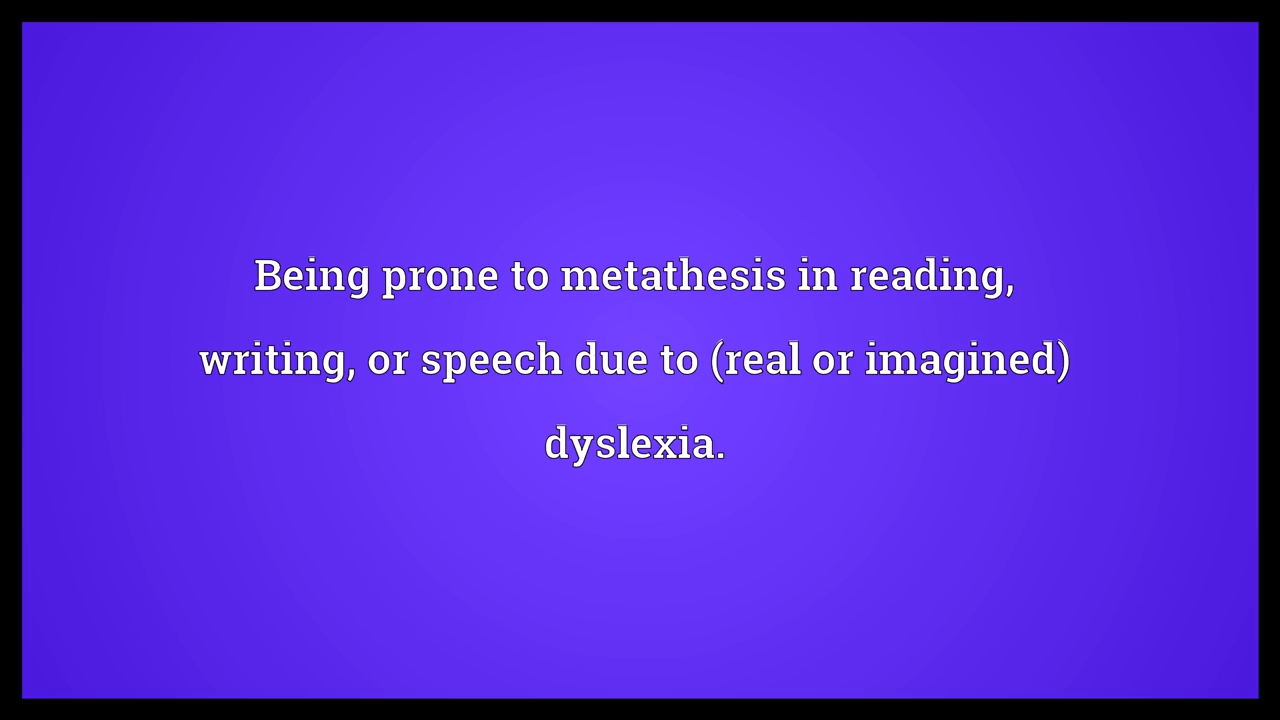 Being prone to metathesis in reading,
writing, or speech due to (real or imagined)
dyslexia.